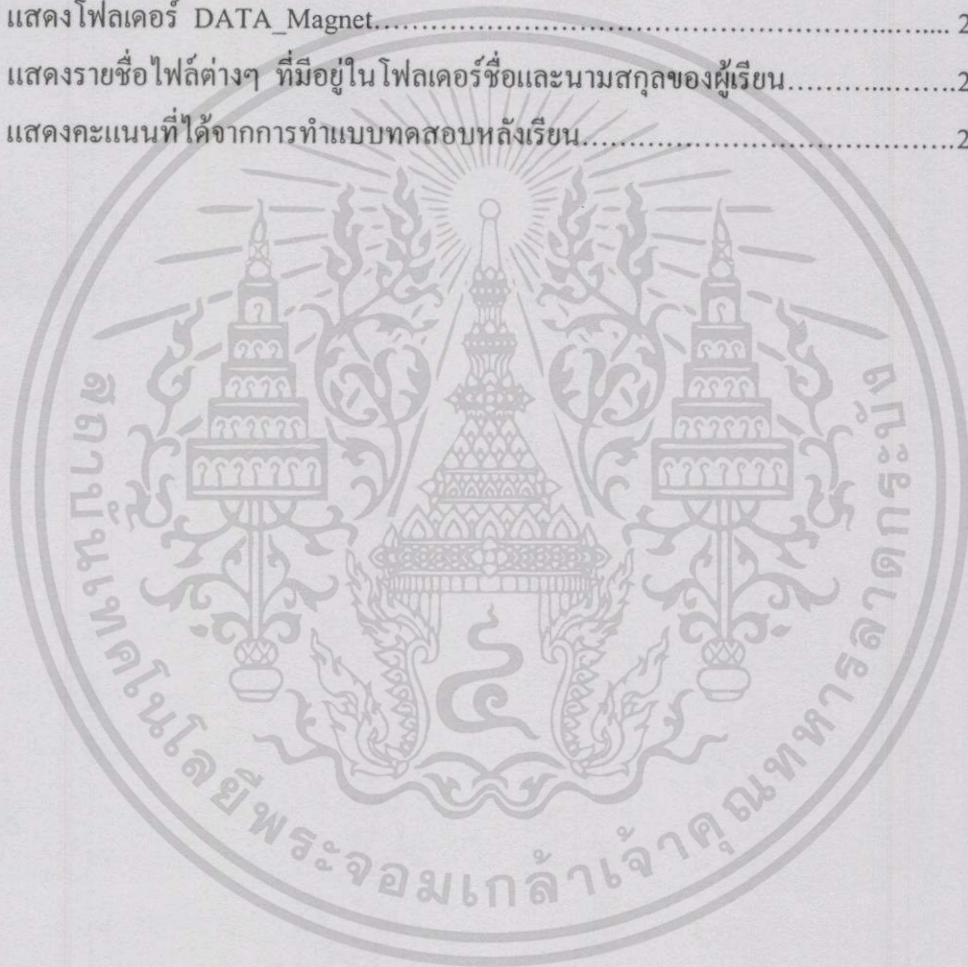 แสดงโฟลเดอร์ DATA_Magnet............................................................. 2
แสดงรายชื่อไฟล์ต่างๆ ที่มีอยู่ในโฟลเดอร์ชื่อและนามสกุลของผู้เรียน..................2
แสดงคะแนนที่ได้จากการทำแบบทดสอบหลังเรียน.......................................2
๔
สถาบันเทคโนโลยีพระจอมเกล้าเจ้าคุณทหารลาดกระบัง